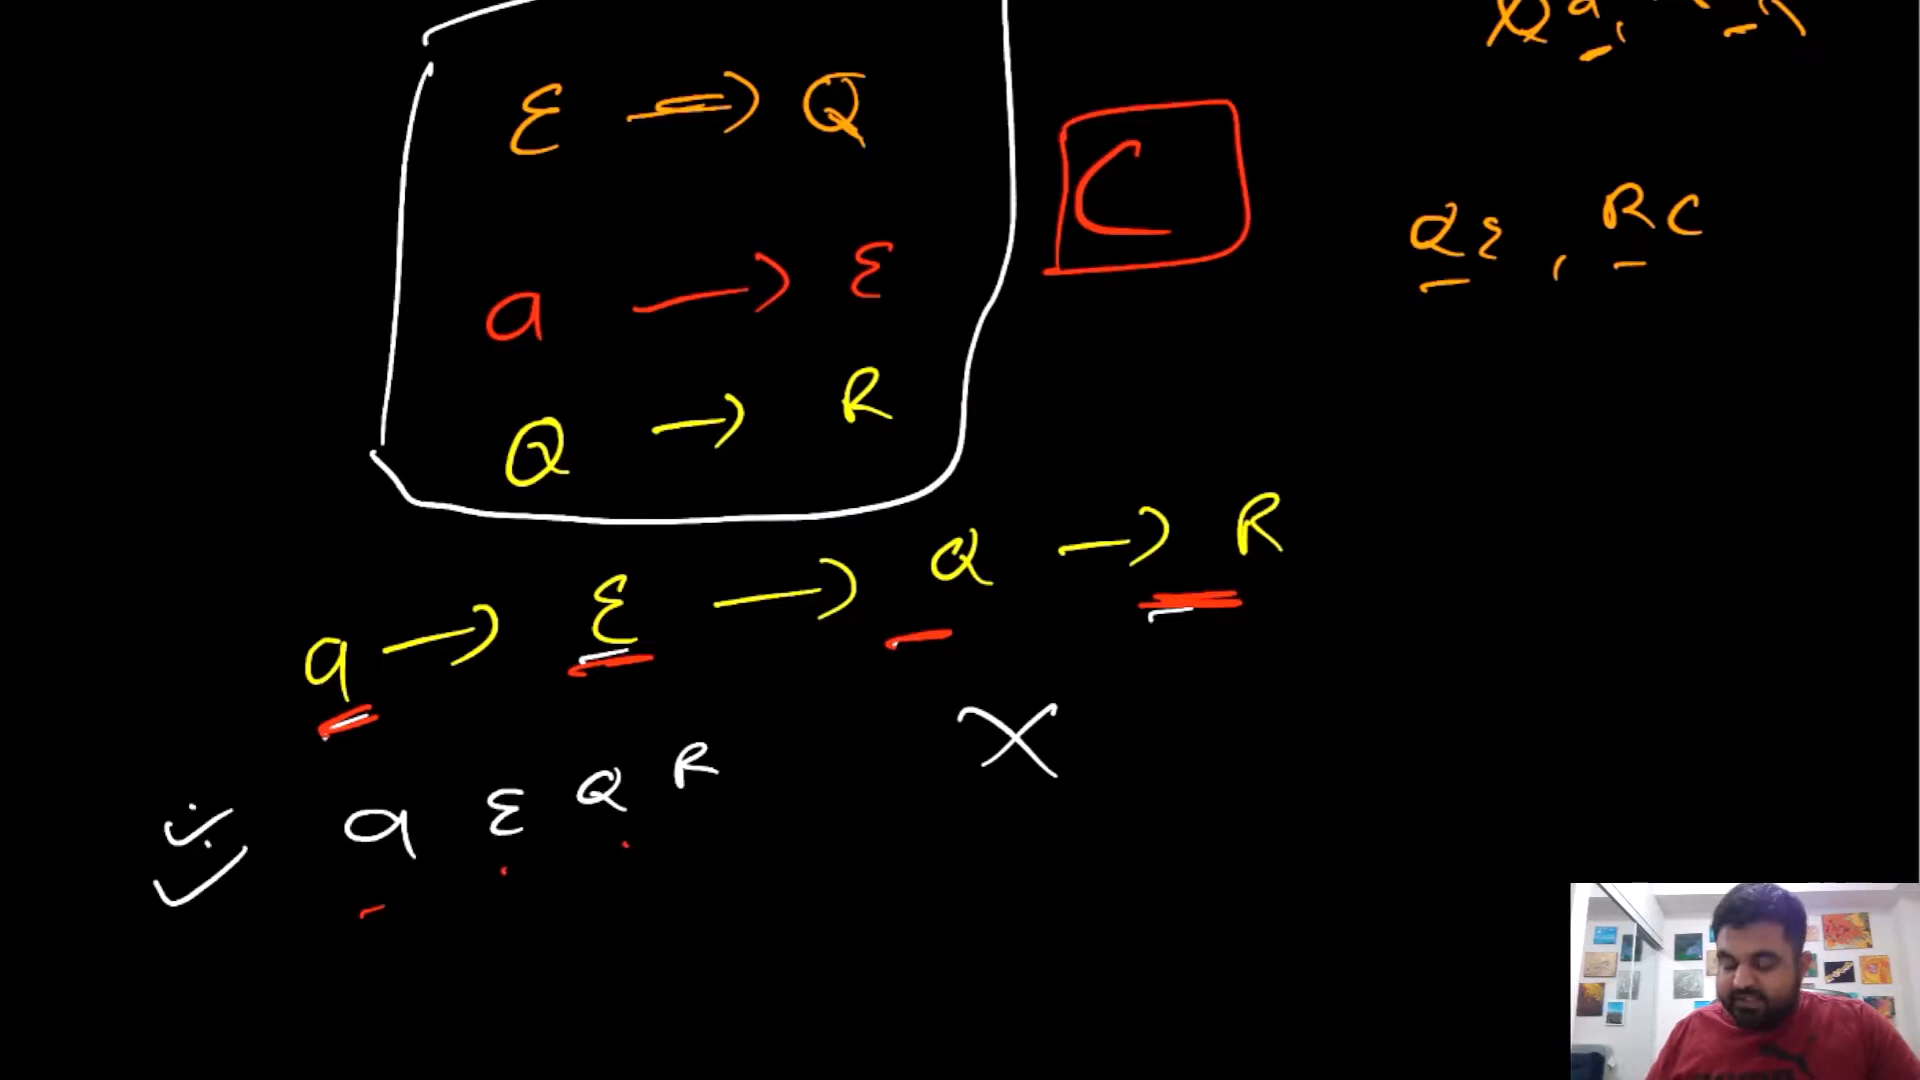 ε → Q
C
a → ε
Qε, RC
Q → R
a → ε → Q → R
X
a ε Q R